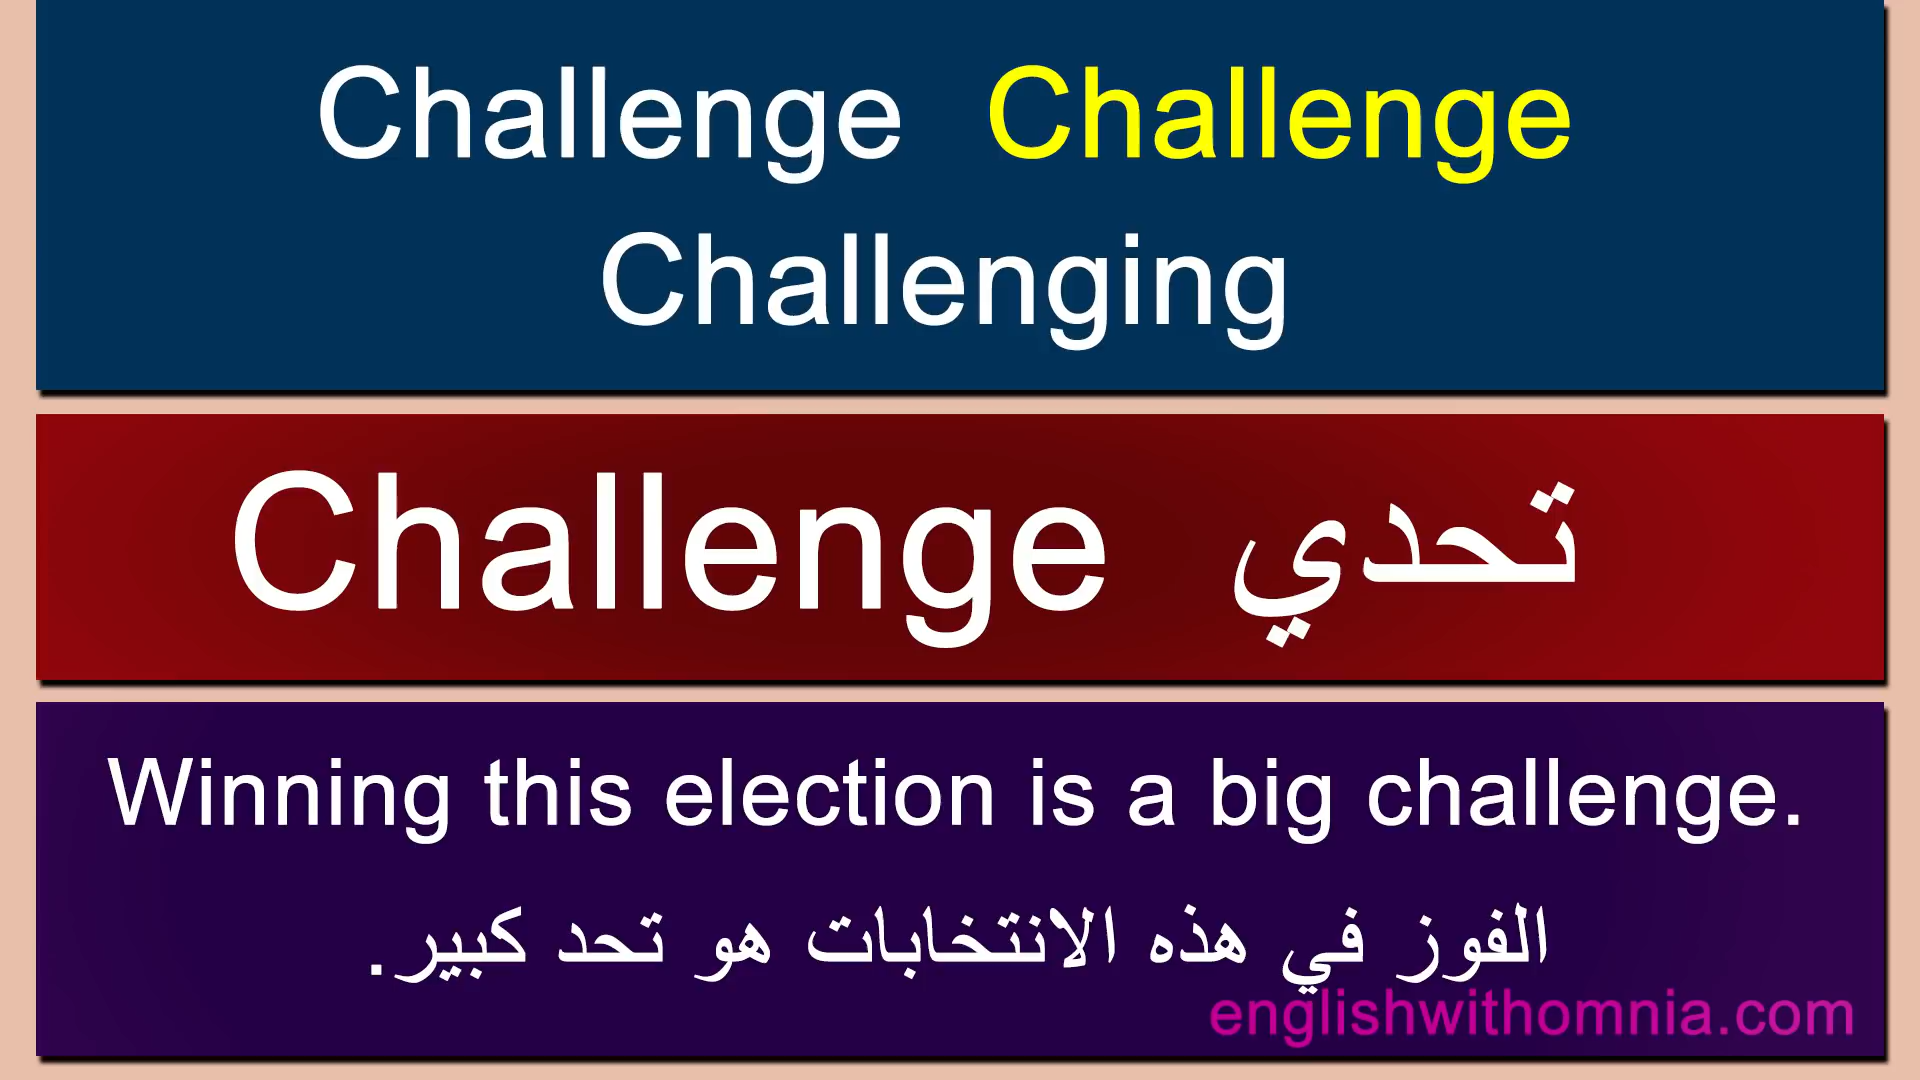 Challenge Challenge
Challenging
Challenge تحدي
Winning this election is a big challenge.
الفوز في هذه الانتخابات هو تحد كبير.
englishwithomnia.com